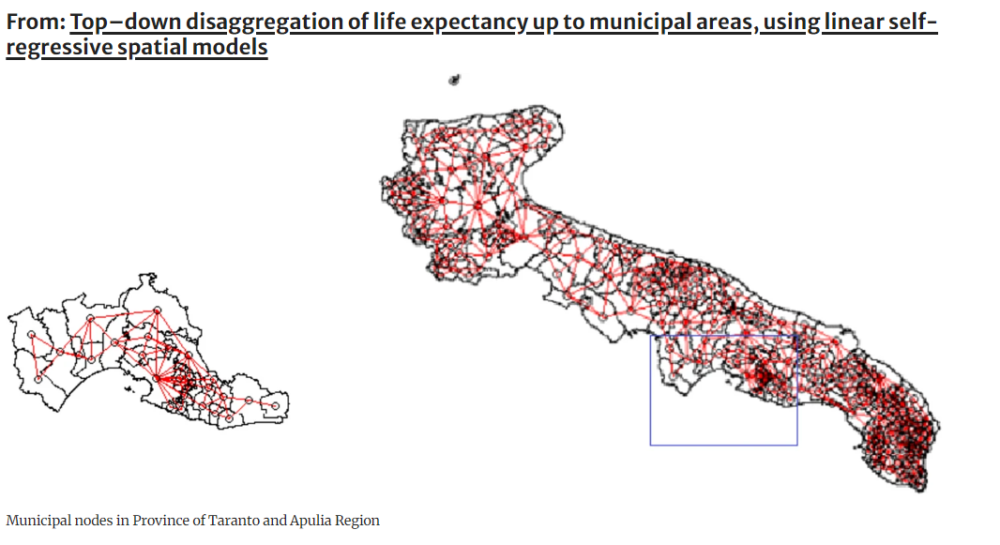 From: Top–down disaggregation of life expectancy up to municipal areas, using linear self-
regressive spatial models
Municipal nodes in Province of Taranto and Apulia Region